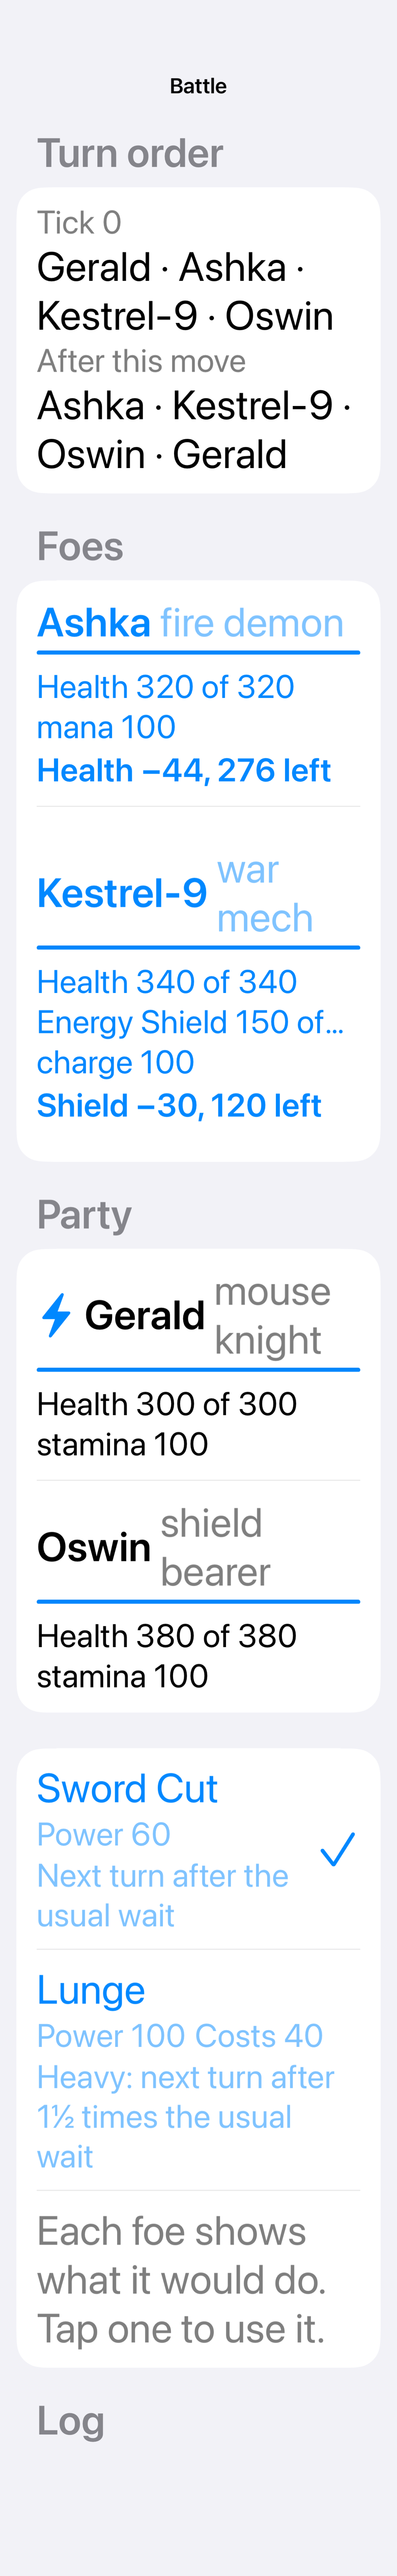 Battle
Turn order
Tick 0
Gerald · Ashka ·
Kestrel-9 · Oswin
After this move
Ashka · Kestrel-9 ·
Oswin · Gerald
Foes
Ashka fire demon
Health 320 of 320
mana 100
Health −44, 276 left
Kestrel-9 war
mech
Health 340 of 340
Energy Shield 150 of…
charge 100
Shield −30, 120 left
Party
Gerald mouse
knight
Health 300 of 300
stamina 100
Oswin shield
bearer
Health 380 of 380
stamina 100
Sword Cut
Power 60
Next turn after the
usual wait
Lunge
Power 100 Costs 40
Heavy: next turn after
1½ times the usual
wait
Each foe shows
what it would do.
Tap one to use it.
Log